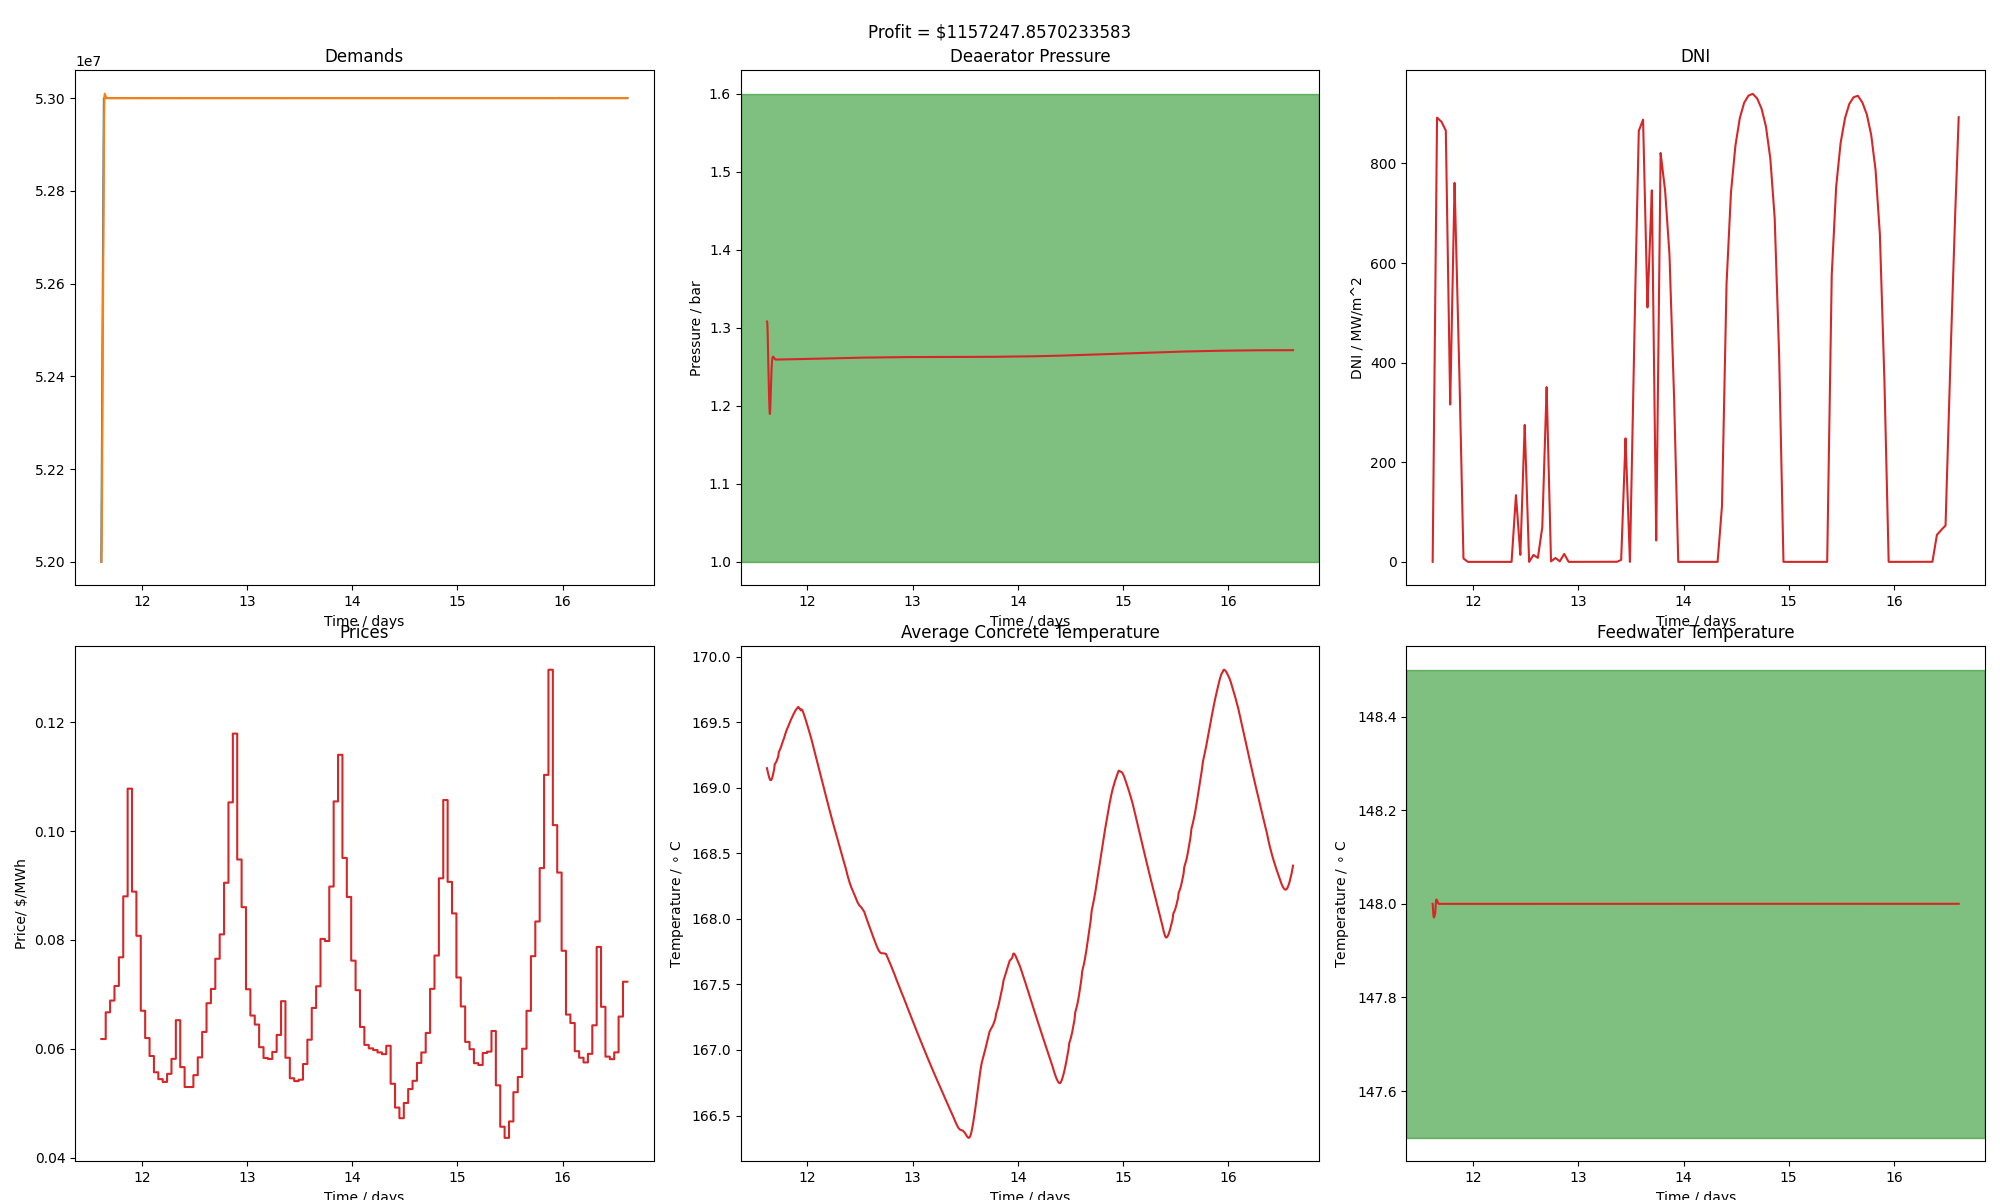 Profit = $1157247.8570233583
Demands
1e7
5.30
5.28
5.26
5.24
5.22
5.20
12 13 14 15 16
Time / days
Deaerator Pressure
Pressure / bar
1.6
1.5
1.4
1.3
1.2
1.1
1.0
12 13 14 15 16
Time / days
DNI
DNI / MW/m^2
800
600
400
200
0
12 13 14 15 16
Time / days
Prices
Price/ $/MWh
0.12
0.10
0.08
0.06
0.04
12 13 14 15 16
Time / days
Average Concrete Temperature
Temperature / ∘ C
170.0
169.5
169.0
168.5
168.0
167.5
167.0
166.5
12 13 14 15 16
Time / days
Feedwater Temperature
Temperature / ∘ C
148.4
148.2
148.0
147.8
147.6
12 13 14 15 16
Time / days